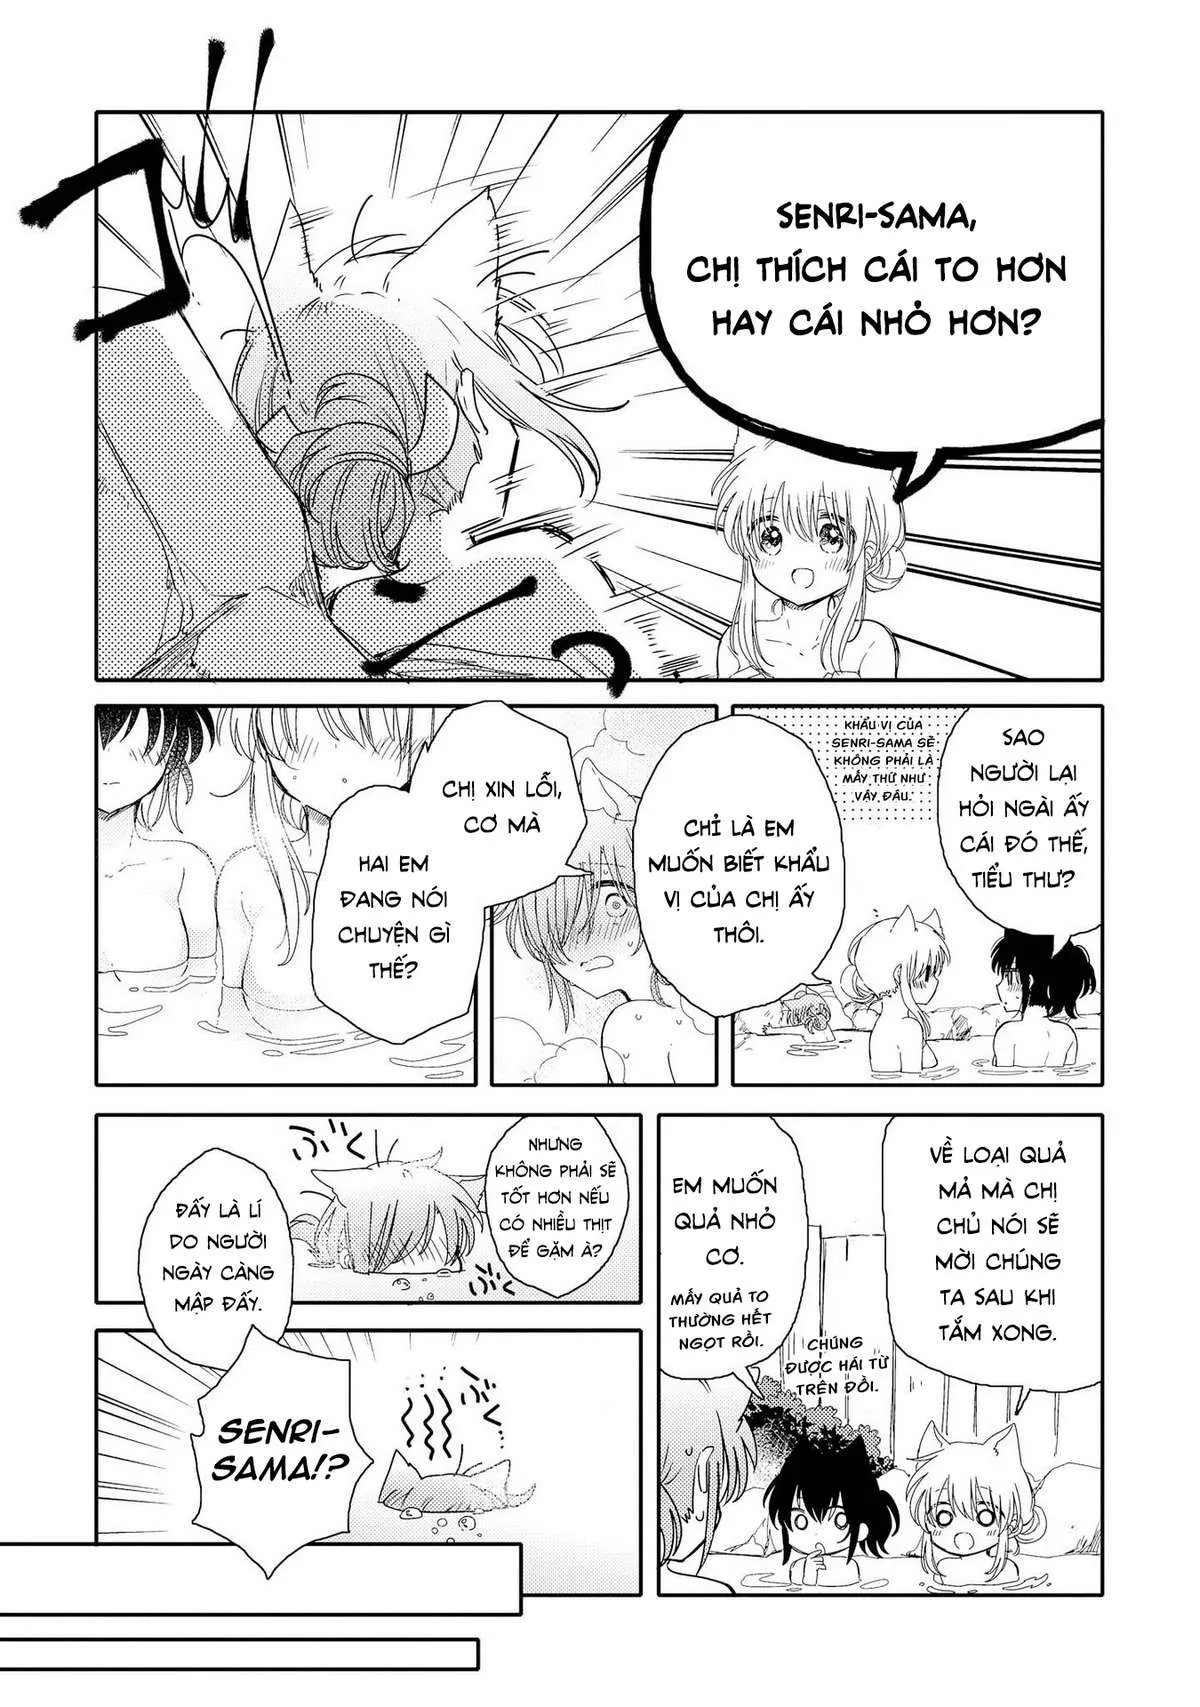 SENRI-SAMA,
CHỊ THÍCH CÁI TO HƠN
HAY CÁI NHỎ HƠN?
SAO
NGƯỜI LẠI
HỎI NGÀI ẤY
CÁI ĐÓ THẾ,
TIỂU THƯ?
KHẨU VỊ CỦA
SENRI-SAMA SẼ
KHÔNG PHẢI LÀ
MẤY THỨ NHƯ
VẬY ĐÂU.
CHỈ LÀ EM
MUỐN BIẾT KHẨU
VỊ CỦA CHỊ ẤY
THÔI.
CHỊ XIN LỖI,
CƠ MÀ
HAI EM
ĐANG NÓI
CHUYỆN GÌ
THẾ?
VỀ LOẠI QUẢ
MẢ MÀ CHỊ
CHỦ NÓI SẼ
MỜI CHÚNG
TA SAU KHI
TẮM XONG.
EM MUỐN
QUẢ NHỎ
CƠ.
MẤY QUẢ TO
THƯỜNG HẾT
NGỌT RỒI.
CHÚNG
ĐƯỢC HÁI TỪ
TRÊN ĐỒI.
NHƯNG
KHÔNG PHẢI SẼ
TỐT HƠN NẾU
CÓ NHIỀU THỊT
ĐỂ GẶM À?
ぶく
ぶく
ĐẤY LÀ LÍ
DO NGƯỜI
NGÀY CÀNG
MẬP ĐẤY.
SENRI-
SAMA!?